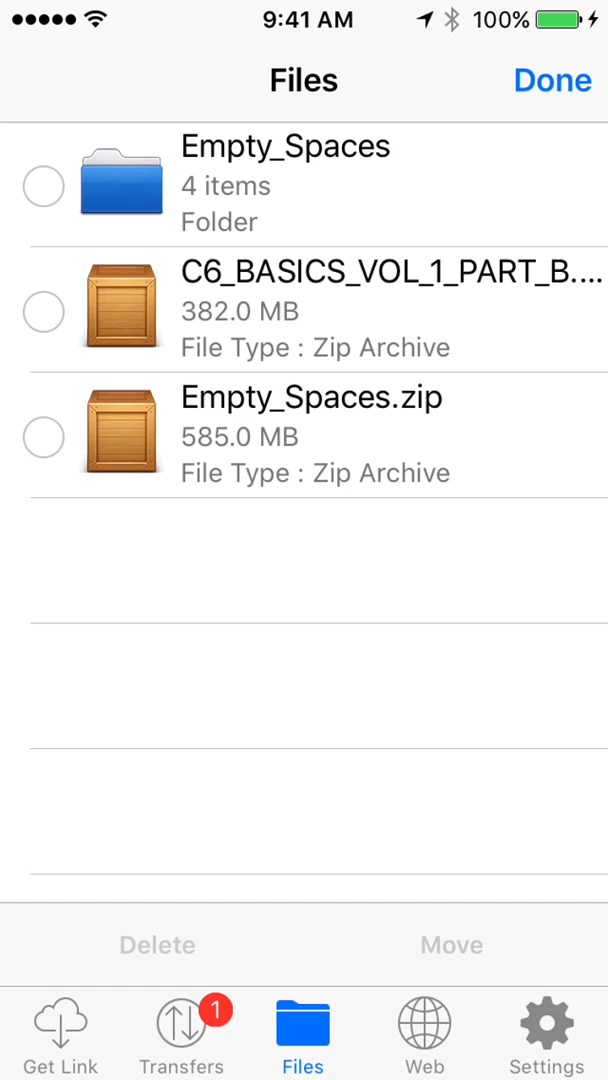 9:41 AM
100%
Files
Done
Empty_Spaces
4 items
Folder
C6_BASICS_VOL_1_PART_B....
382.0 MB
File Type : Zip Archive
Empty_Spaces.zip
585.0 MB
File Type : Zip Archive
Delete
Move
1
Get Link
Transfers
Files
Web
Settings